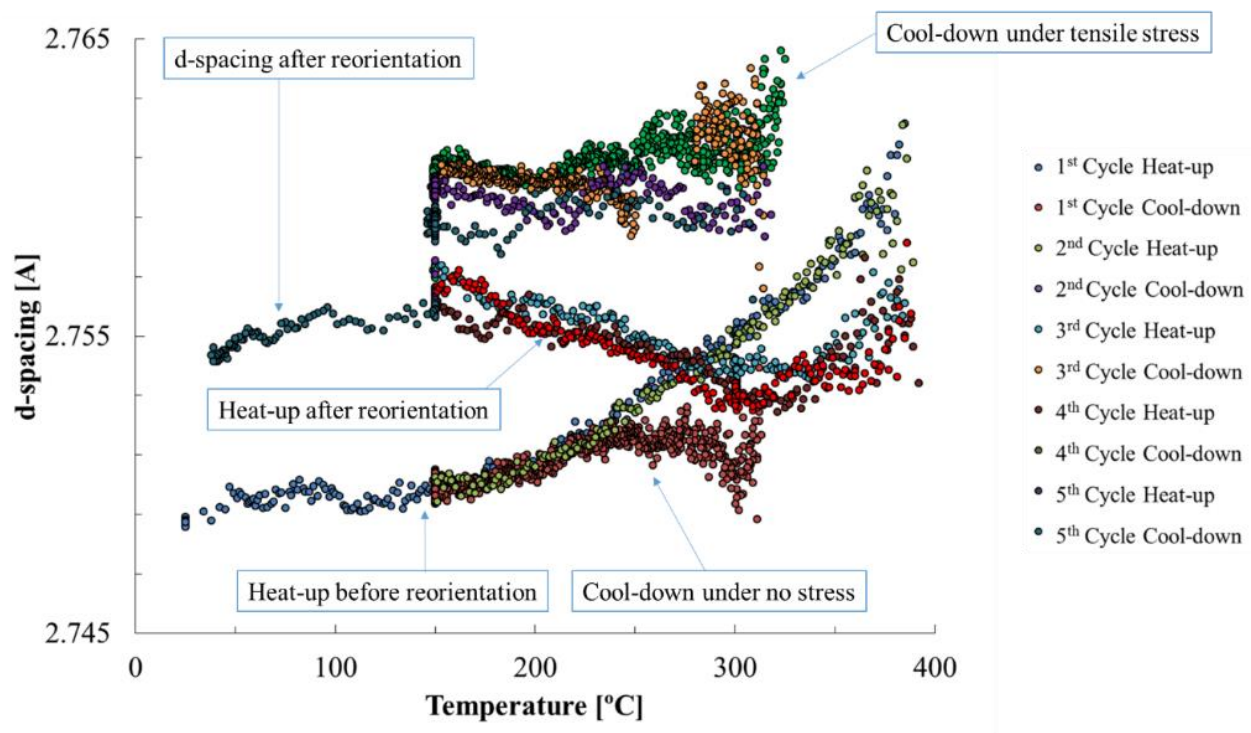 2.765
d-spacing after reorientation
Cool-down under tensile stress
1st Cycle Heat-up
1st Cycle Cool-down
2nd Cycle Heat-up
2nd Cycle Cool-down
3rd Cycle Heat-up
3rd Cycle Cool-down
4th Cycle Heat-up
4th Cycle Cool-down
5th Cycle Heat-up
5th Cycle Cool-down
d-spacing [A]
2.755
Heat-up after reorientation
Heat-up before reorientation
Cool-down under no stress
2.745
0 100 200 300 400
Temperature [ºC]